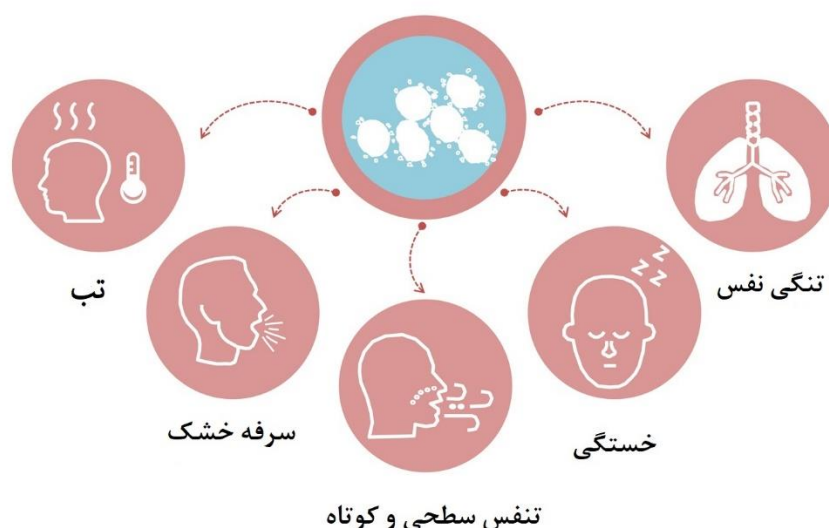 تنگی نفس
خستگی
تنفس سطحی و کوتاه
سرفه خشک
تب